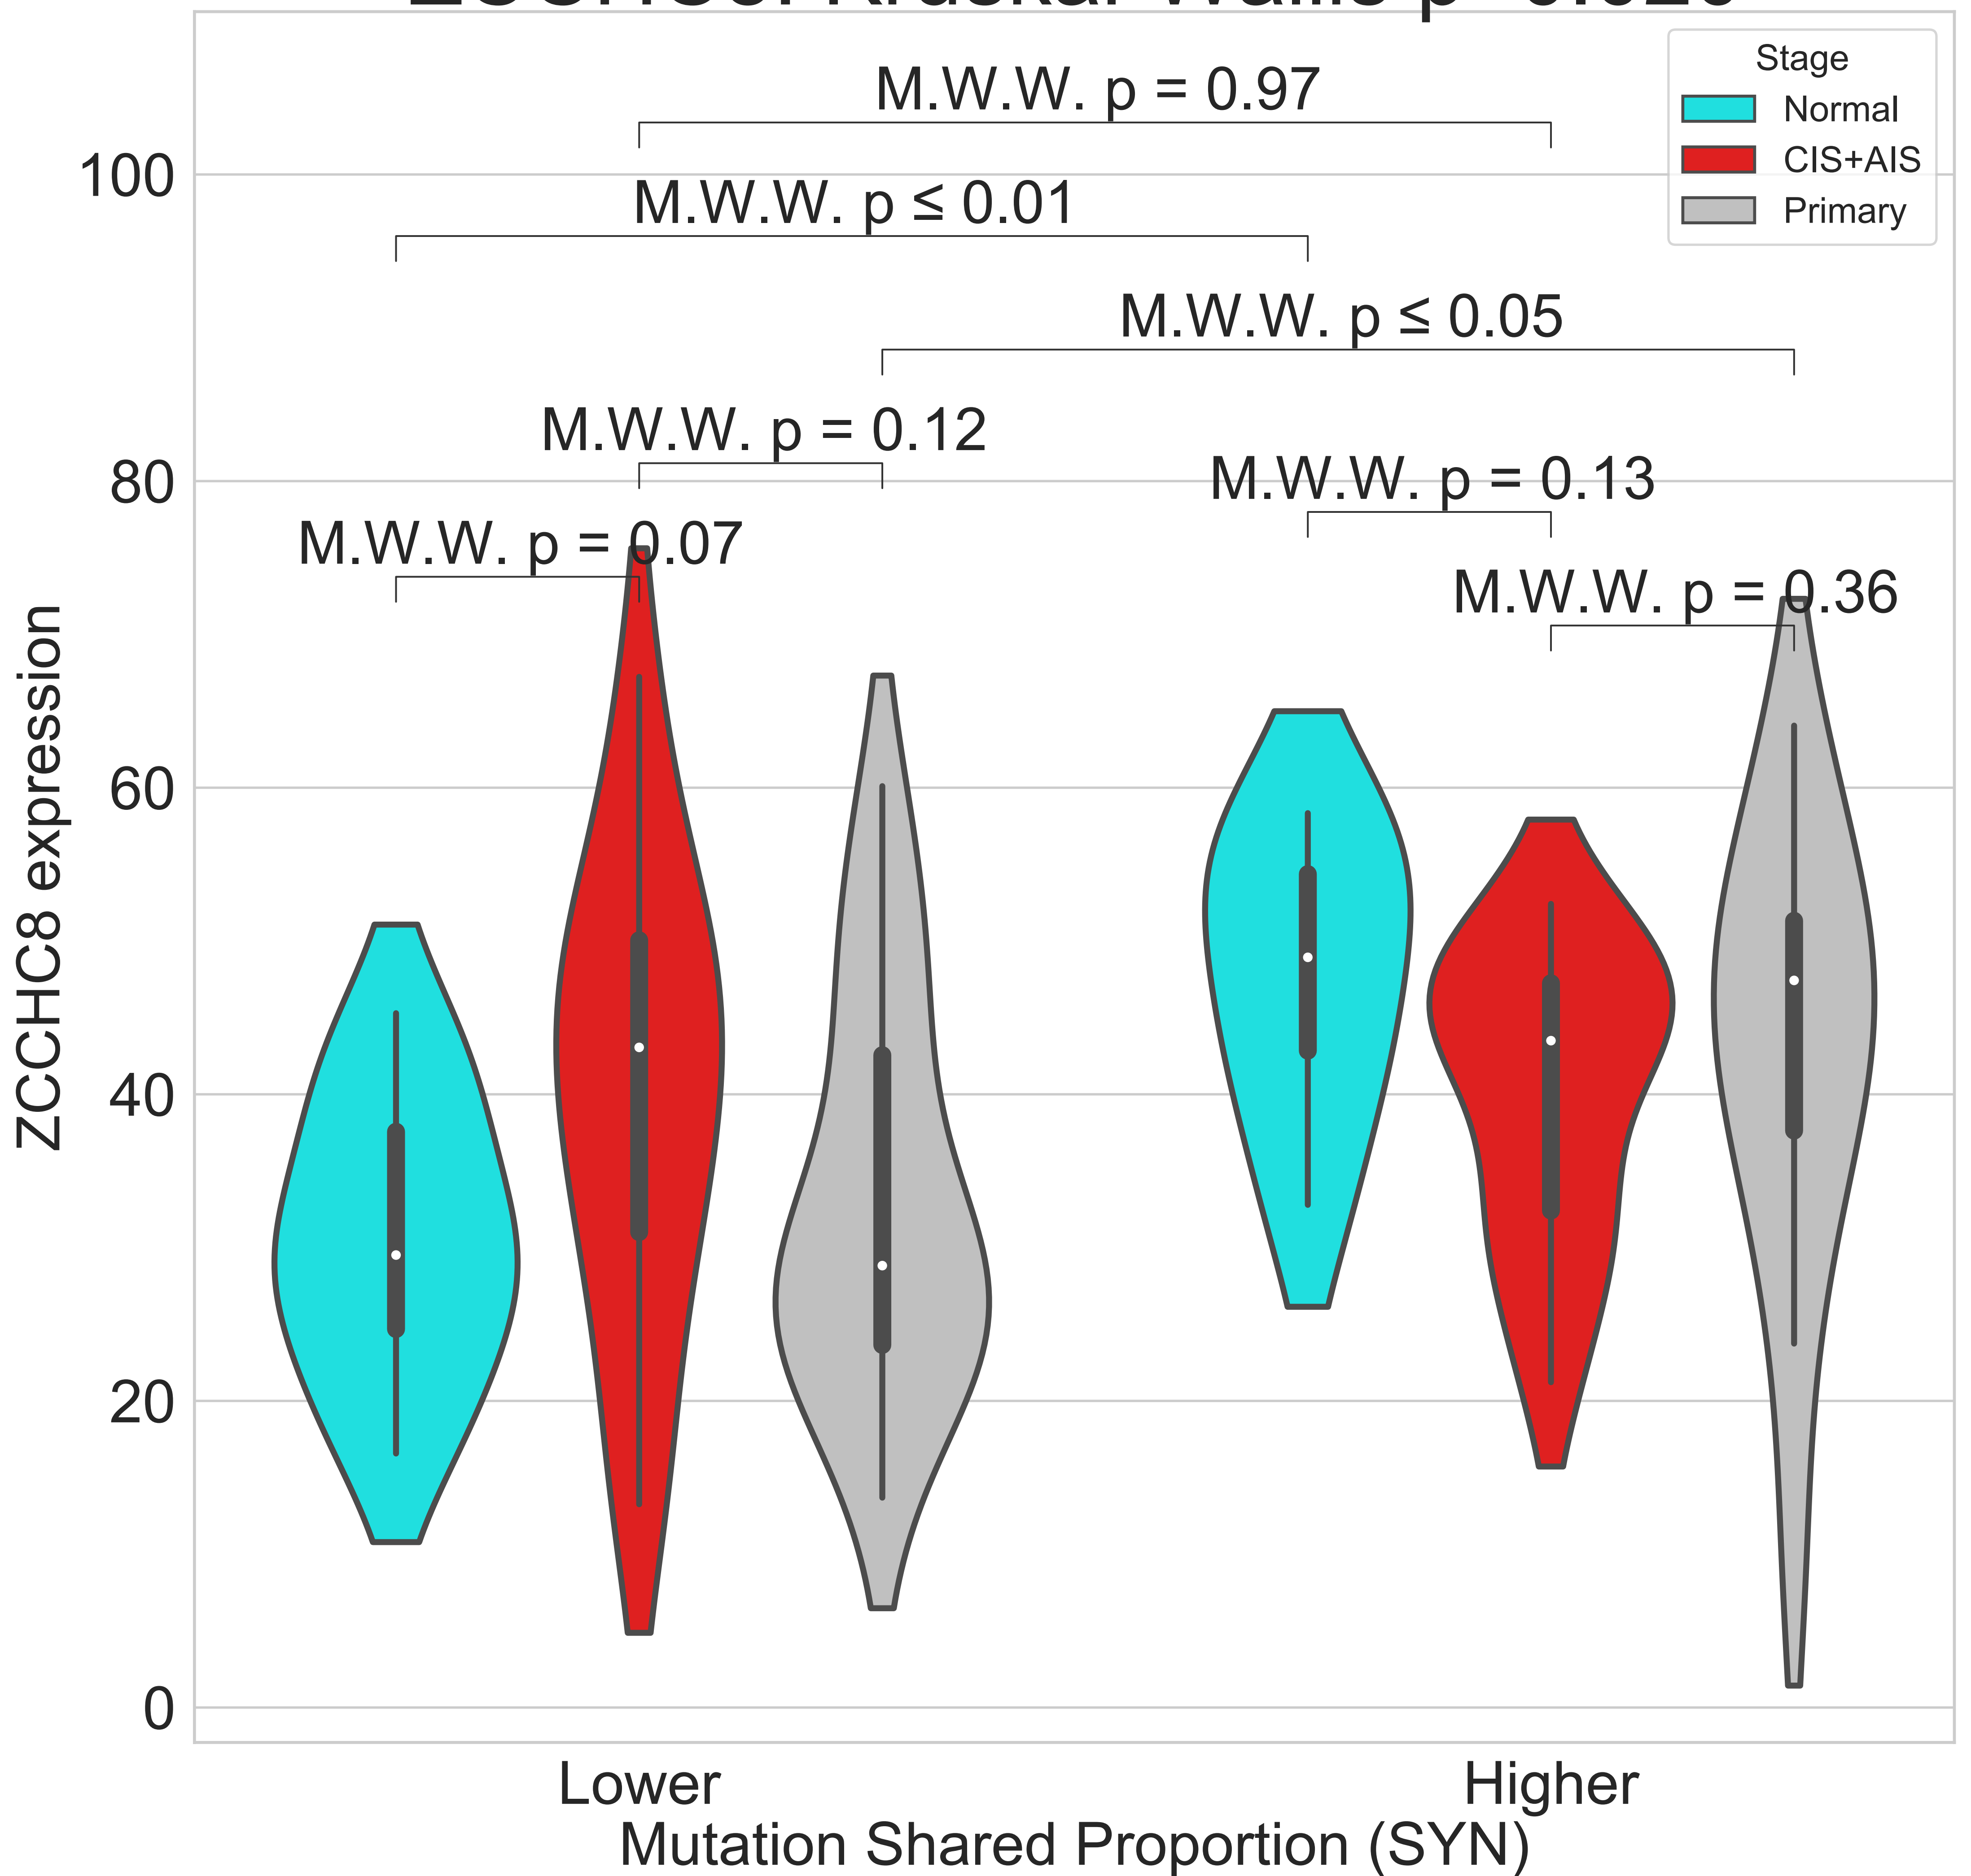 Stage
Normal
CIS+AIS
Primary
M.W.W. p = 0.97
M.W.W. p ≤ 0.01
M.W.W. p ≤ 0.05
M.W.W. p = 0.12
M.W.W. p = 0.13
M.W.W. p = 0.07
M.W.W. p = 0.36
100
80
60
40
20
0
ZCCHC8 expression
Lower
Higher
Mutation Shared Proportion (SYN)